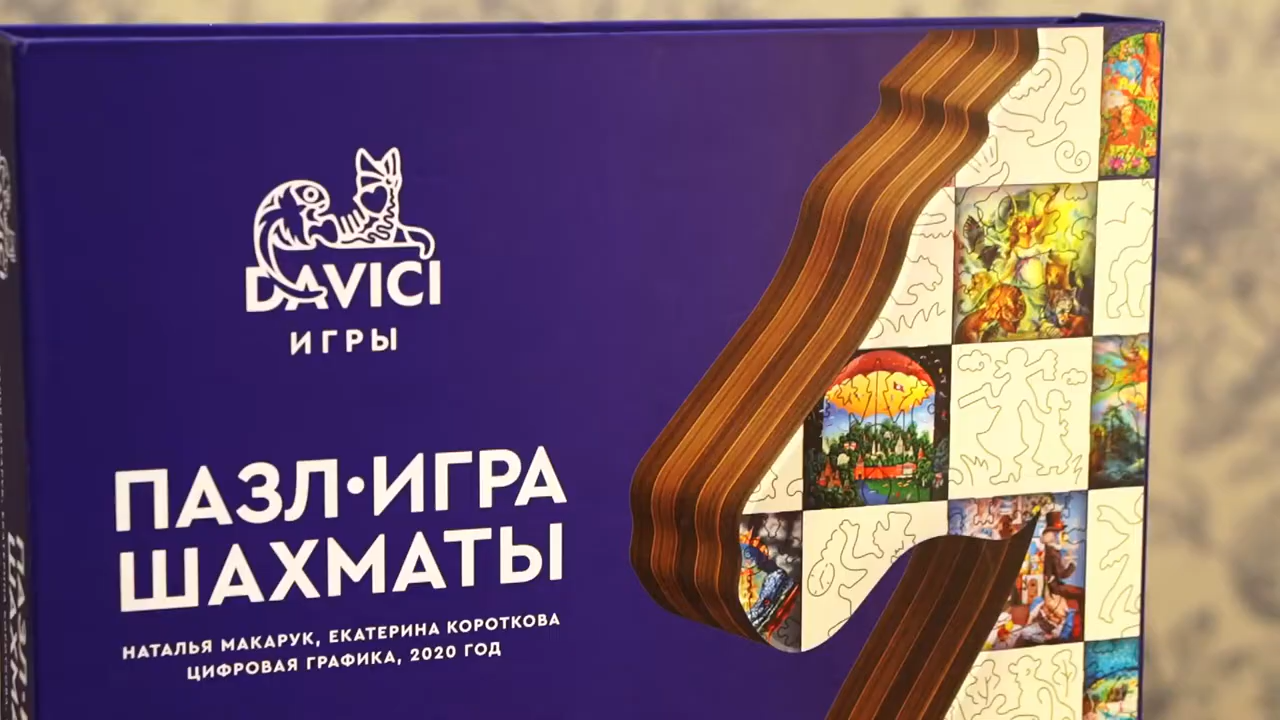 DAVICI
ИГРЫ
ПАЗЛ•ИГРА
ШАХМАТЫ
НАТАЛЬЯ МАКАРУК, ЕКАТЕРИНА КОРОТКОВА
ЦИФРОВАЯ ГРАФИКА, 2020 ГОД